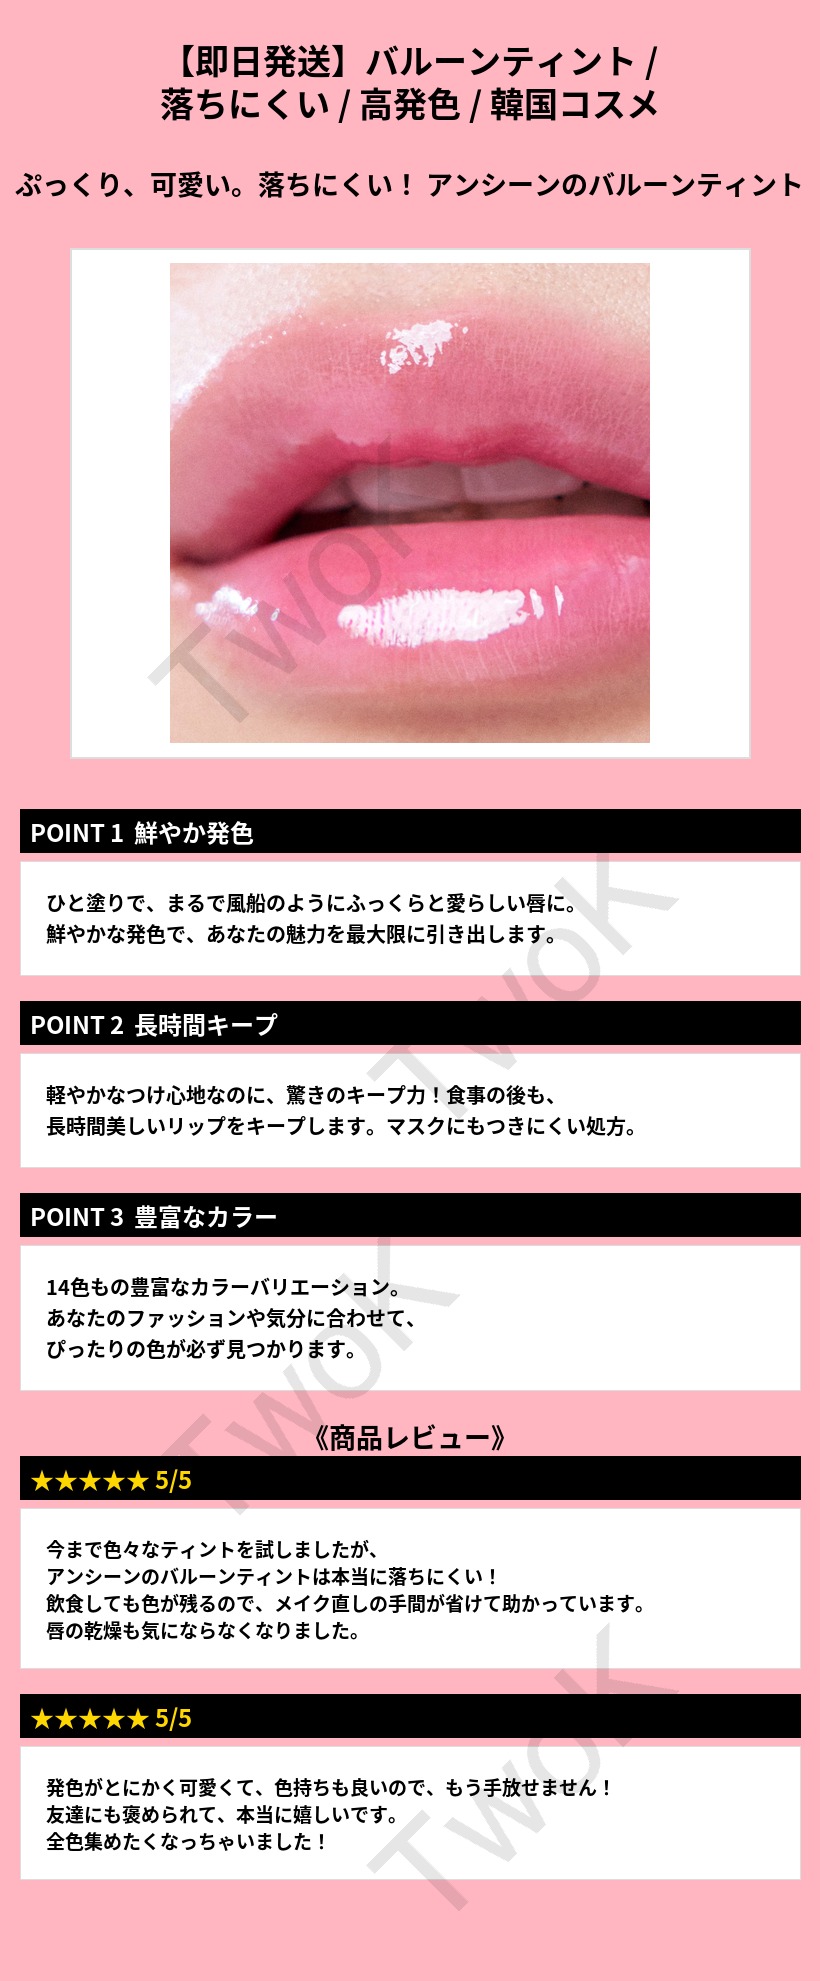 【即日発送】バルーンティント /
落ちにくい / 高発色 / 韓国コスメ
ぷっくり、可愛い。落ちにくい！ アンシーンのバルーンティント
TwoK
POINT 1 鮮やか発色
ひと塗りで、まるで風船のようにふっくらと愛らしい唇に。
鮮やかな発色で、あなたの魅力を最大限に引き出します。
TwoK
POINT 2 長時間キープ
軽やかなつけ心地なのに、驚きのキープ力！食事の後も、
長時間美しいリップをキープします。マスクにもつきにくい処方。
POINT 3 豊富なカラー
14色もの豊富なカラーバリエーション。
あなたのファッションや気分に合わせて、
ぴったりの色が必ず見つかります。
TwoK
《商品レビュー》
★★★★★ 5/5
今まで色々なティントを試しましたが、
アンシーンのバルーンティントは本当に落ちにくい！
飲食しても色が残るので、メイク直しの手間が省けて助かっています。
唇の乾燥も気にならなくなりました。
★★★★★ 5/5
発色がとにかく可愛くて、色持ちも良いので、もう手放せません！
友達にも褒められて、本当に嬉しいです。
全色集めたくなっちゃいました！
TwoK